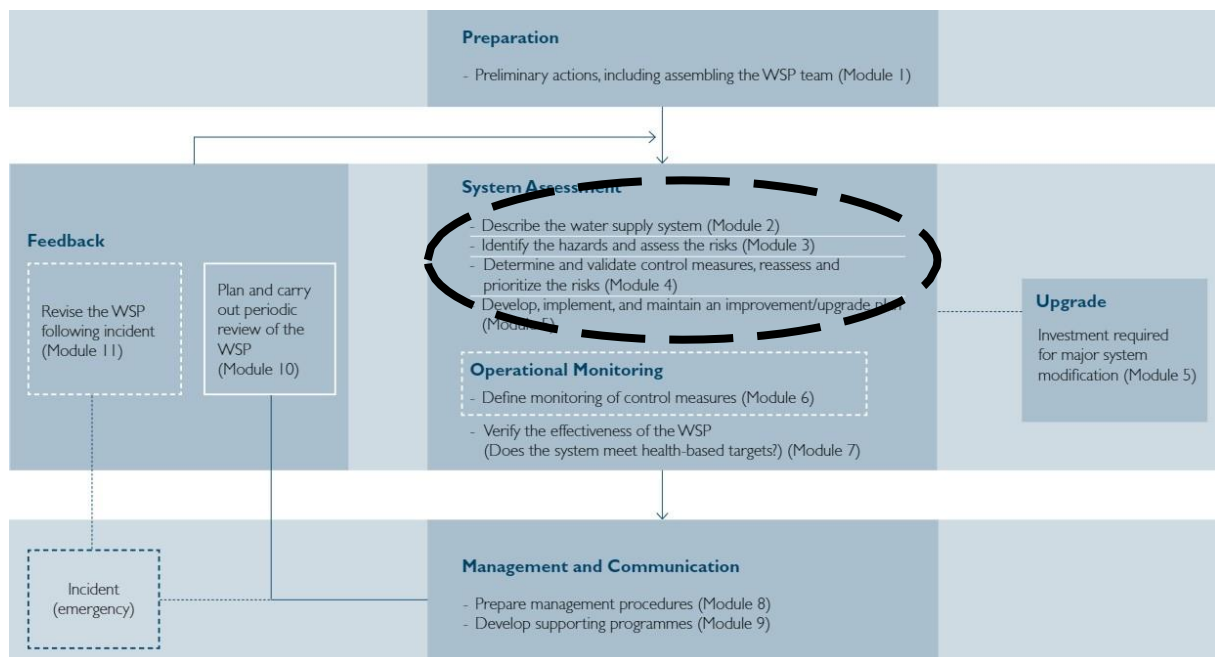 Preparation
- Preliminary actions, including assembling the WSP team (Module 1)
System Assessment
- Describe the water supply system (Module 2)
- Identify the hazards and assess the risks (Module 3)
- Determine and validate control measures, reassess and
prioritize the risks (Module 4)
- Develop, implement, and maintain an improvement/upgrade plan
(Module 5)
Operational Monitoring
- Define monitoring of control measures (Module 6)
- Verify the effectiveness of the WSP
(Does the system meet health-based targets?) (Module 7)
Feedback
Revise the WSP
following incident
(Module 11)
Plan and carry
out periodic
review of the
WSP
(Module 10)
Upgrade
Investment required
for major system
modification (Module 5)
Incident
(emergency)
Management and Communication
- Prepare management procedures (Module 8)
- Develop supporting programmes (Module 9)